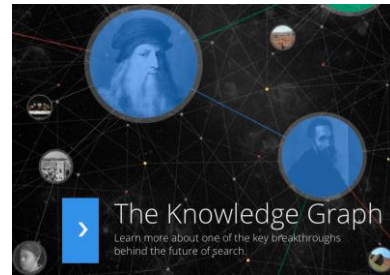 The Knowledge Graph
Learn more about one of the key breakthroughs
behind the future of search.